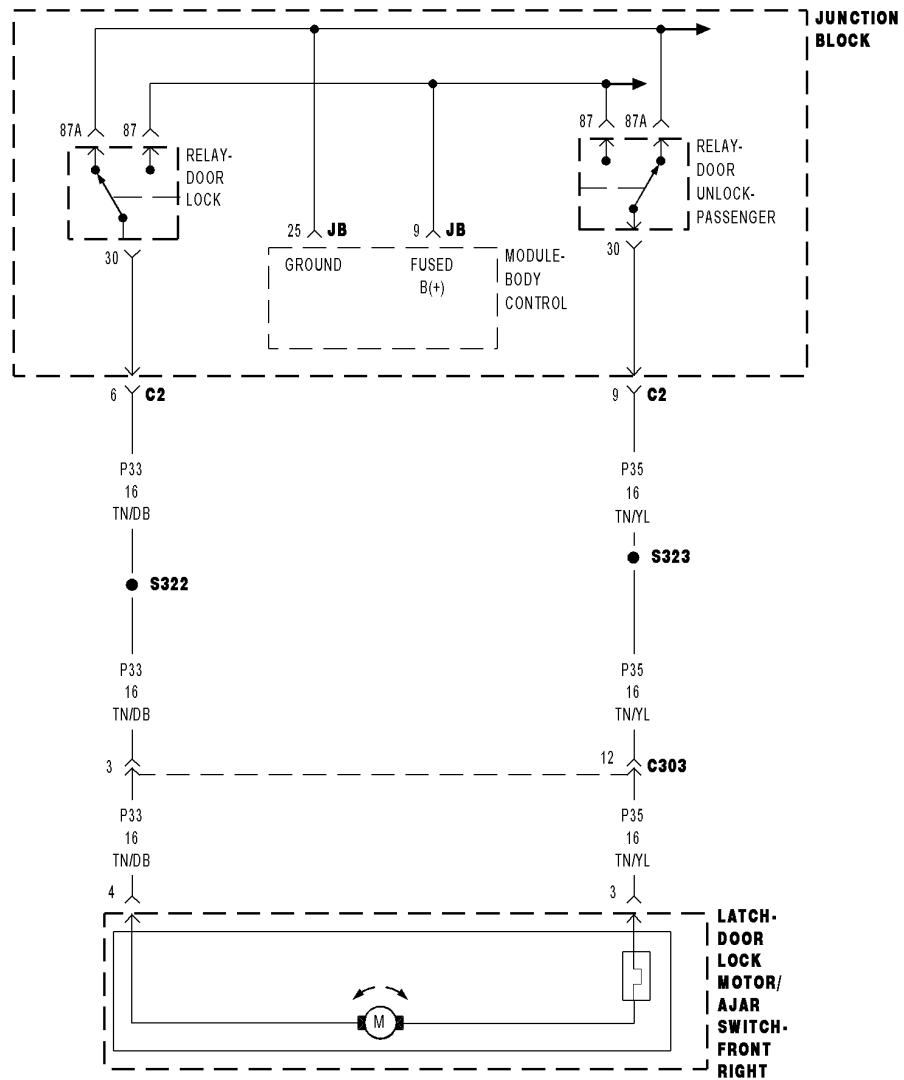 JUNCTION
BLOCK
87A
87
87
87A
RELAY-
DOOR
LOCK
RELAY-
DOOR
UNLOCK-
PASSENGER
25
JB
9
JB
30
30
GROUND
FUSED
B(+)
MODULE-
BODY
CONTROL
6
C2
9
C2
P33
16
TN/DB
P35
16
TN/YL
S322
S323
P33
16
TN/DB
P35
16
TN/YL
3
12
C303
P33
16
TN/DB
P35
16
TN/YL
4
3
LATCH-
DOOR
LOCK
MOTOR/
AJAR
SWITCH-
FRONT
RIGHT
M